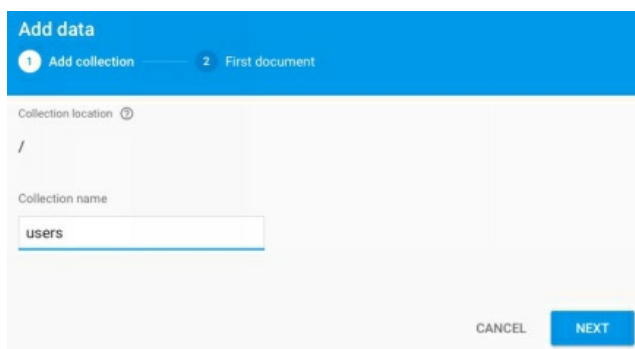 Add data
1 Add collection 2 First document
Collection location ?
/
Collection name
users
CANCEL NEXT